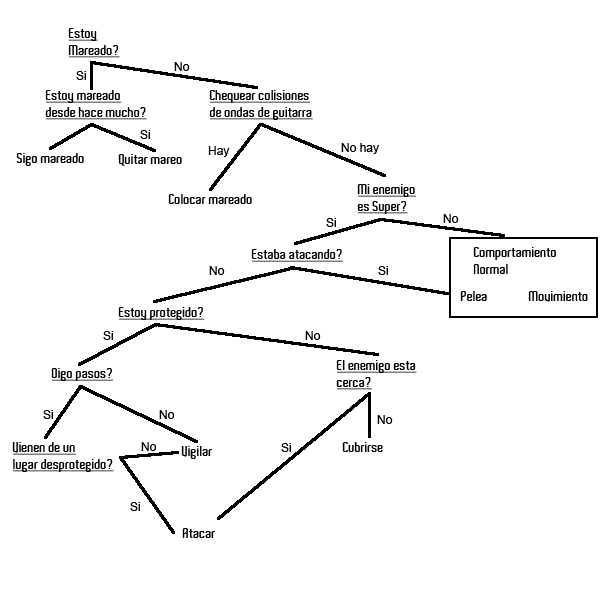 Estoy
Mareado?
Si
No
Estoy mareado
desde hace mucho?
Chequear colisiones
de ondas de guitarra
Si
Sigo mareado
Quitar mareo
Hay
No hay
Colocar mareado
Mi enemigo
es Super?
Si
No
Estaba atacando?
Comportamiento
Normal
Pelea
Movimiento
No
Si
Estoy protegido?
Si
No
Oigo pasos?
El enemigo esta
cerca?
Si
No
No
Vienen de un
lugar desprotegido?
No
Vigilar
Si
Cubrirse
Si
Atacar